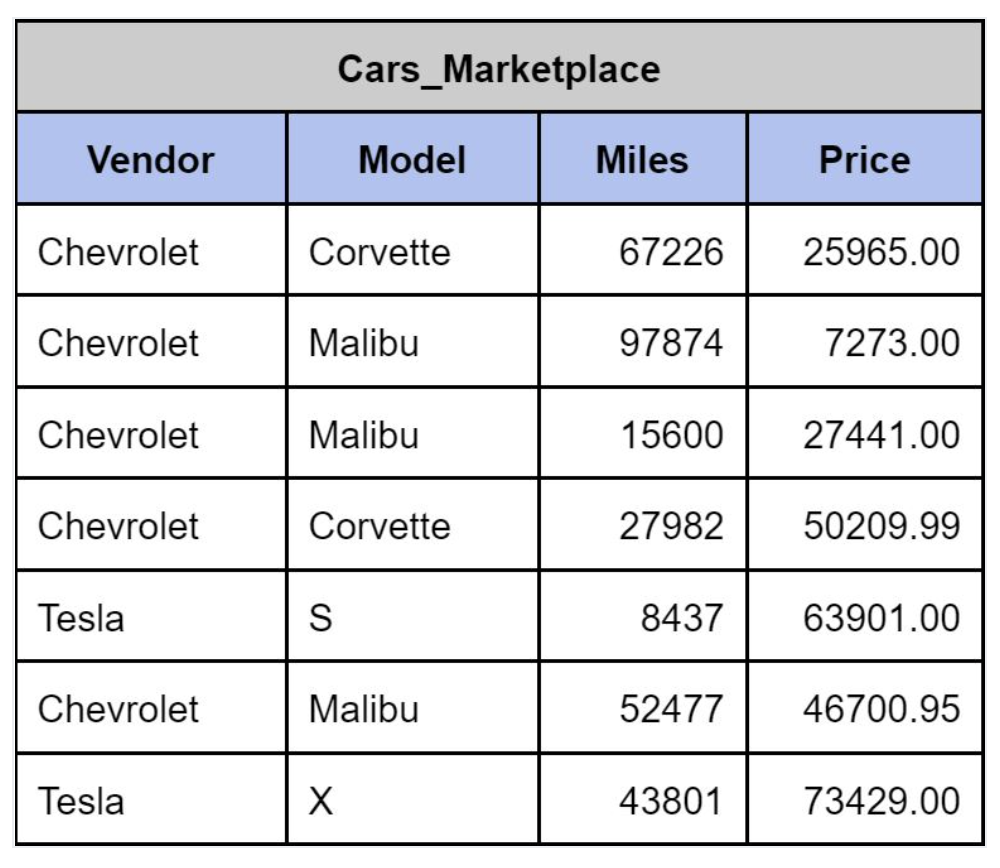 Cars_Marketplace
Vendor Model Miles Price
Chevrolet Corvette 67226 25965.00
Chevrolet Malibu 97874 7273.00
Chevrolet Malibu 15600 27441.00
Chevrolet Corvette 27982 50209.99
Tesla S 8437 63901.00
Chevrolet Malibu 52477 46700.95
Tesla X 43801 73429.00